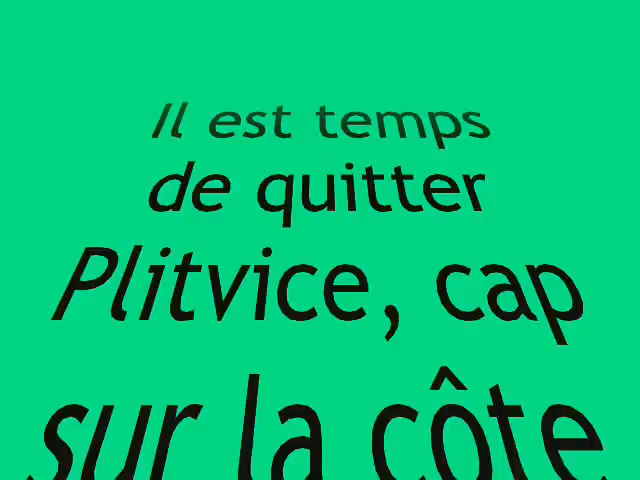 Il est temps
de quitter
Plitvice, cap
sur la côte